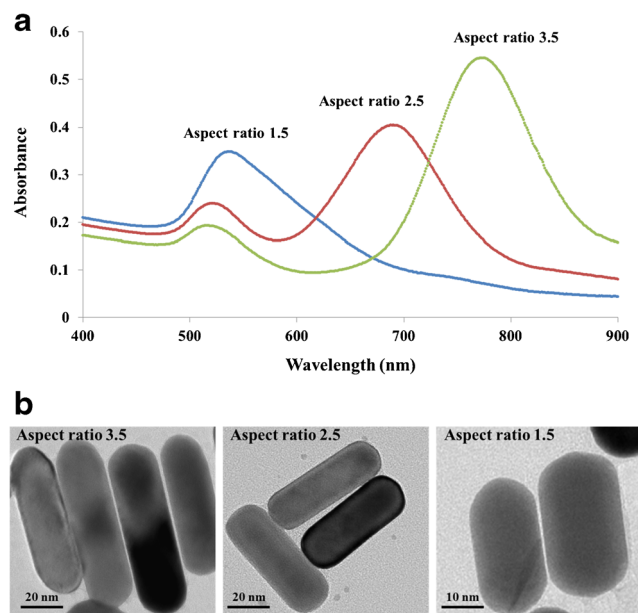 a
0.6
0.5
0.4
0.3
0.2
0.1
0
Absorbance
Aspect ratio 1.5
Aspect ratio 2.5
Aspect ratio 3.5
400 500 600 700 800 900
Wavelength (nm)
b
Aspect ratio 3.5
20 nm
Aspect ratio 2.5
20 nm
Aspect ratio 1.5
10 nm